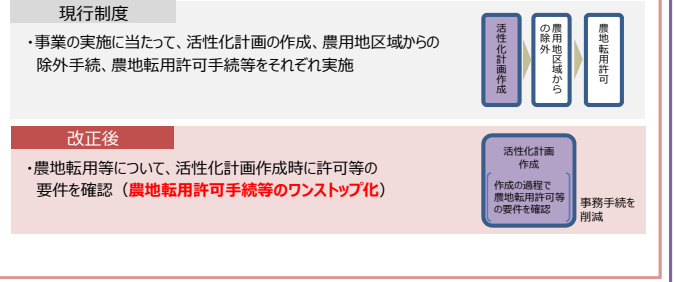 現行制度
・事業の実施に当たって、活性化計画の作成、農用地区域からの
除外手続、農地転用許可手続等をそれぞれ実施
活性化計画作成
農用地区域から
の除外
農地転用許可
改正後
・農地転用等について、活性化計画作成時に許可等の
要件を確認（農地転用許可手続等のワンストップ化）
活性化計画
作成
作成の過程で
農地転用許可等
の要件を確認
事務手続を
削減